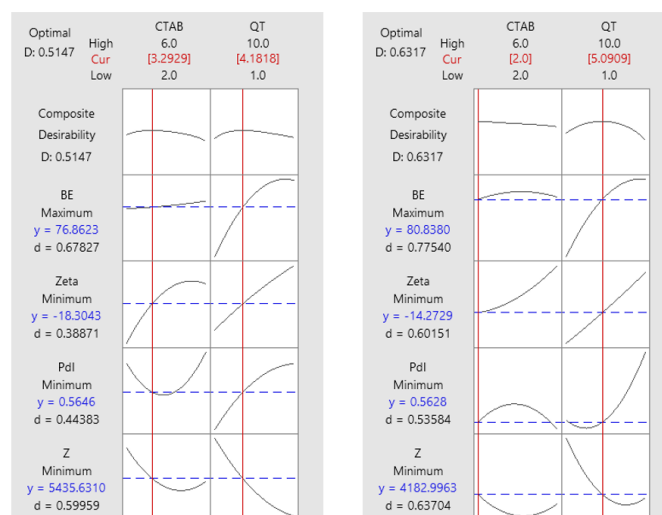 Optimal
D: 0.5147
High
Cur
Low
CTAB
6.0
[3.2929]
2.0
QT
10.0
[4.1818]
1.0
Composite
Desirability
D: 0.5147
BE
Maximum
y = 76.8623
d = 0.67827
Zeta
Minimum
y = -18.3043
d = 0.38871
PdI
Minimum
y = 0.5646
d = 0.44383
Z
Minimum
y = 5435.6310
d = 0.59959
Optimal
D: 0.6317
High
Cur
Low
CTAB
6.0
[2.0]
2.0
QT
10.0
[5.0909]
1.0
Composite
Desirability
D: 0.6317
BE
Maximum
y = 80.8380
d = 0.77540
Zeta
Minimum
y = -14.2729
d = 0.60151
PdI
Minimum
y = 0.5628
d = 0.53584
Z
Minimum
y = 4182.9963
d = 0.63704